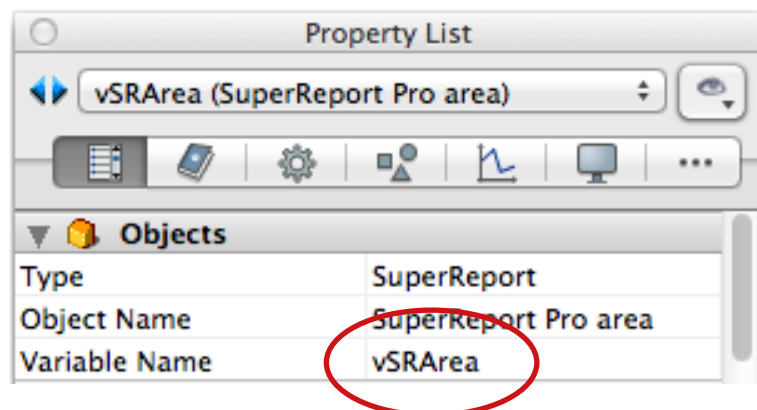 Property List
vSRArea (SuperReport Pro area)
Objects
Type SuperReport
Object Name SuperReport Pro area
Variable Name vSRArea